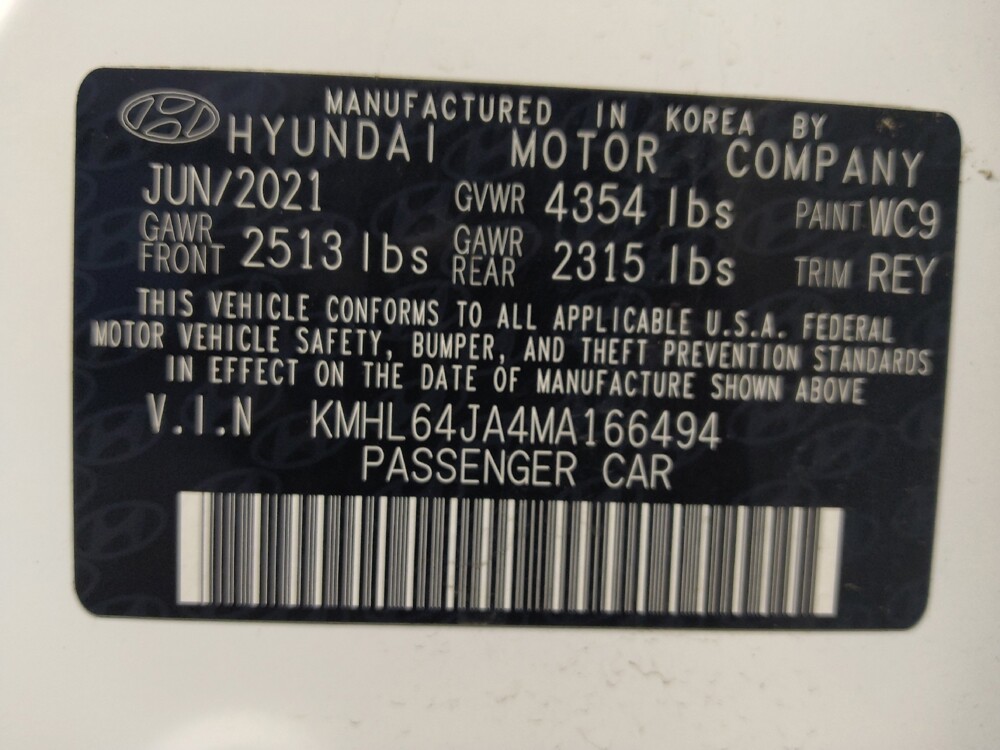 MANUFACTURED IN KOREA BY
HYUNDAI MOTOR COMPANY
JUN/2021 GVWR 4354 lbs PAINT WC9
GAWR FRONT 2513 lbs GAWR REAR 2315 lbs TRIM REY
THIS VEHICLE CONFORMS TO ALL APPLICABLE U.S.A. FEDERAL
MOTOR VEHICLE SAFETY, BUMPER, AND THEFT PREVENTION STANDARDS
IN EFFECT ON THE DATE OF MANUFACTURE SHOWN ABOVE
V.I.N KMHL64JA4MA166494
PASSENGER CAR